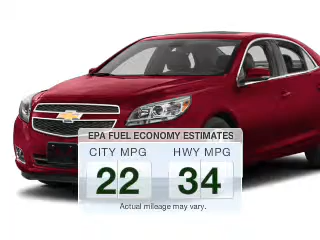 EPA FUEL ECONOMY ESTIMATES
CITY MPG HWY MPG
22 34
Actual mileage may vary.